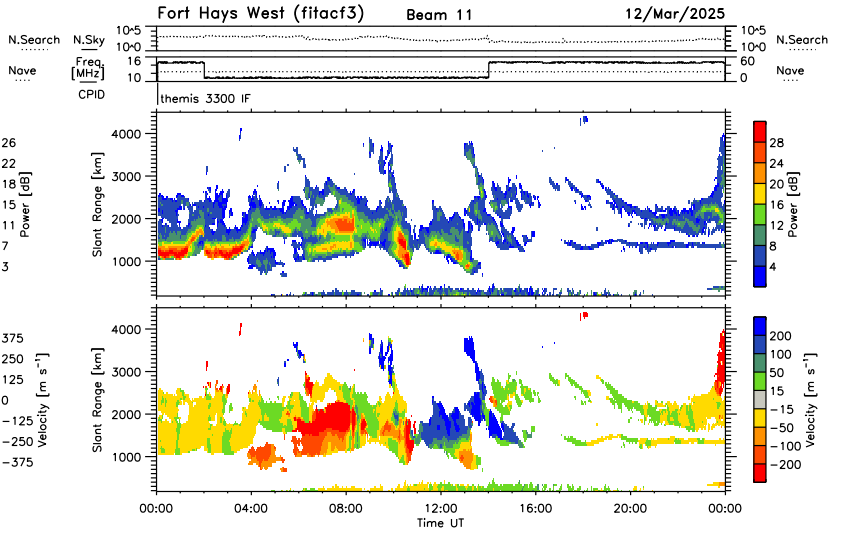 Fort Hays West (fitacf3) Beam 11 12/Mar/2025
N.Search N.Sky 10^5 10^0 10^5 10^0 N.Search
Nave Freq. [MHz] 16 10 60 0 Nave
CPID themis 3300 IF
26 22 18 15 11 7 3
Power [dB]
Slant Range [km]
4000 3000 2000 1000
28 24 20 16 12 8 4
Power [dB]
375 250 125 0 -125 -250 -375
Velocity [m s⁻¹]
Slant Range [km]
4000 3000 2000 1000
200 100 50 15 -15 -50 -100 -200
Velocity [m s⁻¹]
00:00 04:00 08:00 12:00 16:00 20:00 00:00
Time UT